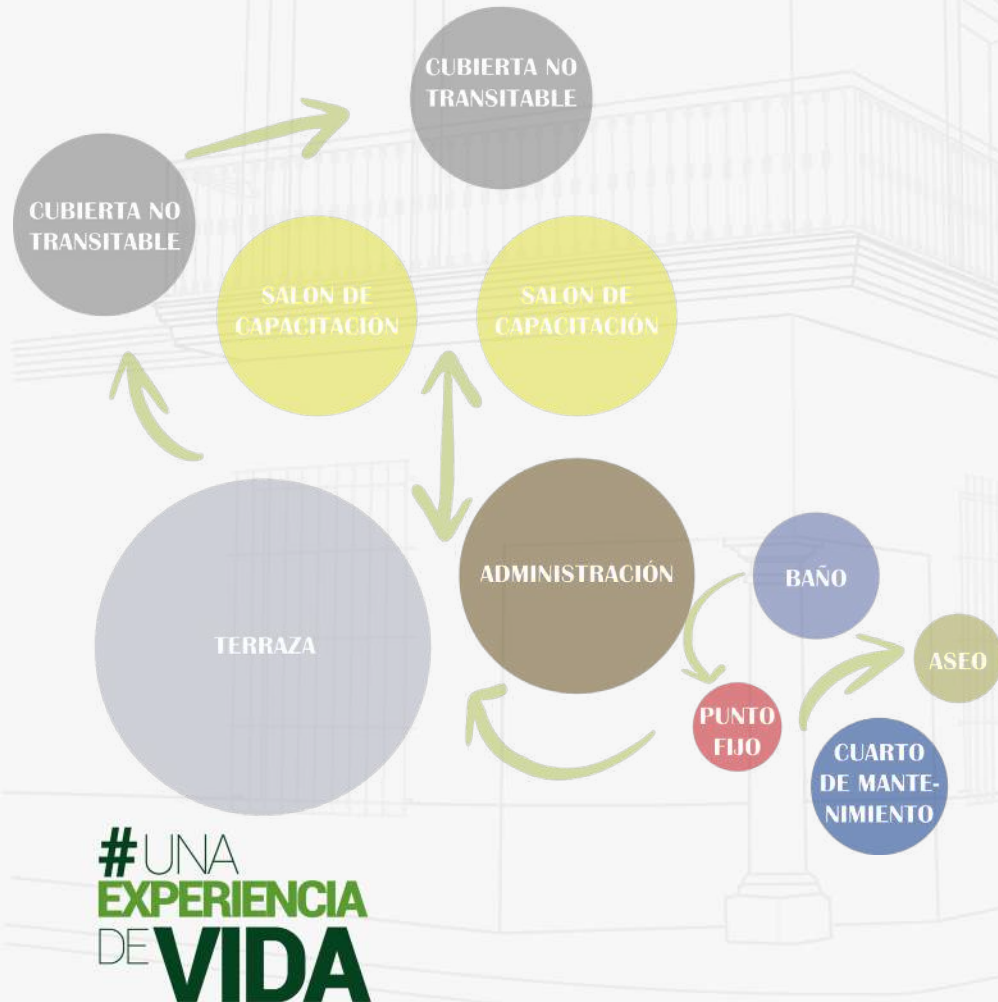 CUBIERTA NO
TRANSITABLE
CUBIERTA NO
TRANSITABLE
SALON DE
CAPACITACIÓN
SALON DE
CAPACITACIÓN
ADMINISTRACIÓN
BAÑO
TERRAZA
ASEO
PUNTO
FIJO
CUARTO
DE MANTE-
NIMIENTO
#UNA
EXPERIENCIA
DE VIDA